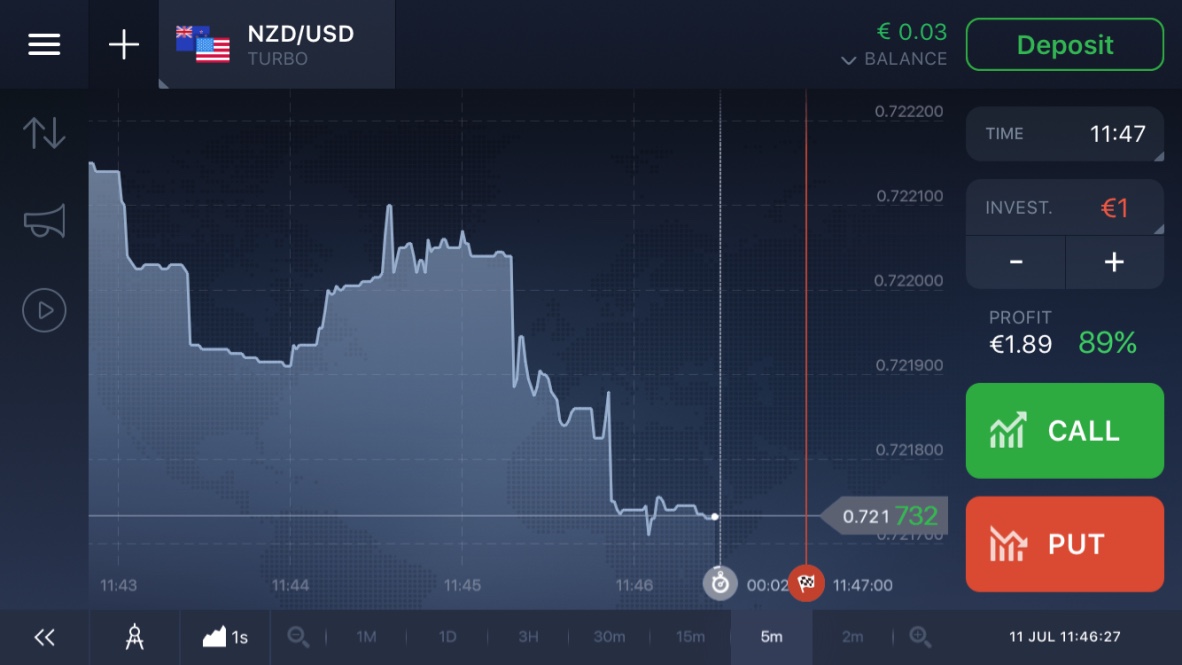 NZD/USD
TURBO
€ 0.03
BALANCE
Deposit
0.722200
0.722100
0.722000
0.721900
0.721800
0.721732
0.721700
11:43
11:44
11:45
11:46
00:02
11:47:00
TIME 11:47
INVEST. €1
- +
PROFIT
€1.89 89%
CALL
PUT
1s
1M
1D
3H
30m
15m
5m
2m
11 JUL 11:46:27